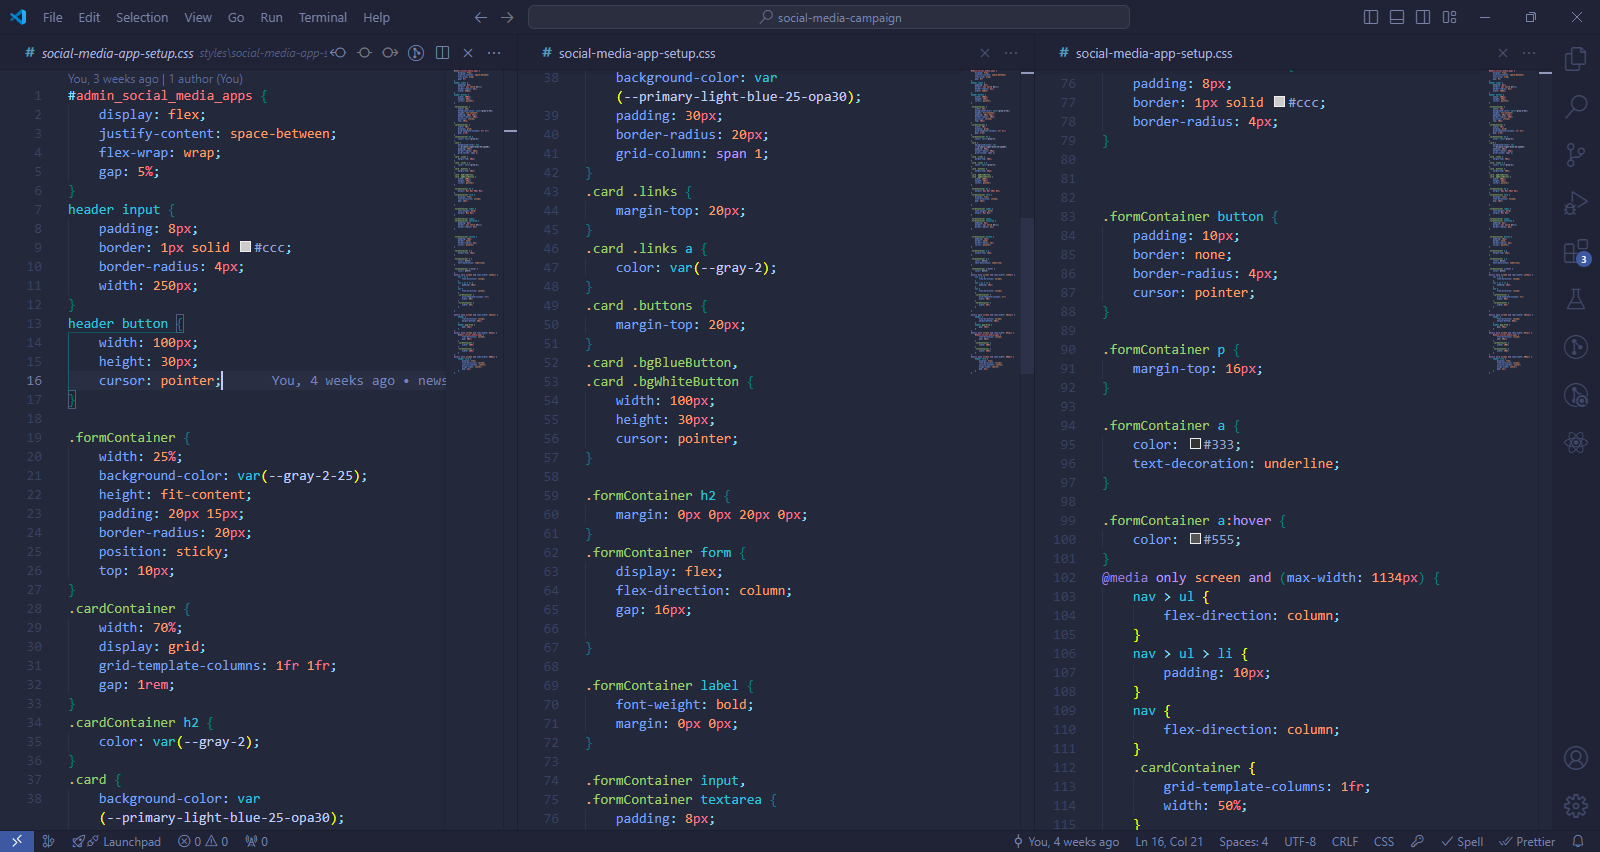 File Edit Selection View Go Run Terminal Help
social-media-campaign
# social-media-app-setup.css styles\social-media-app-s
You, 3 weeks ago | 1 author (You)
1 #admin_social_media_apps {
2 display: flex;
3 justify-content: space-between;
4 flex-wrap: wrap;
5 gap: 5%;
6 }
7 header input {
8 padding: 8px;
9 border: 1px solid #ccc;
10 border-radius: 4px;
11 width: 250px;
12 }
13 header button {
14 width: 100px;
15 height: 30px;
16 cursor: pointer; You, 4 weeks ago • news
17 }
18
19 .formContainer {
20 width: 25%;
21 background-color: var(--gray-2-25);
22 height: fit-content;
23 padding: 20px 15px;
24 border-radius: 20px;
25 position: sticky;
26 top: 10px;
27 }
28 .cardContainer {
29 width: 70%;
30 display: grid;
31 grid-template-columns: 1fr 1fr;
32 gap: 1rem;
33 }
34 .cardContainer h2 {
35 color: var(--gray-2);
36 }
37 .card {
38 background-color: var
(--primary-light-blue-25-opa30);
# social-media-app-setup.css
38 background-color: var
(--primary-light-blue-25-opa30);
39 padding: 30px;
40 border-radius: 20px;
41 grid-column: span 1;
42 }
43 .card .links {
44 margin-top: 20px;
45 }
46 .card .links a {
47 color: var(--gray-2);
48 }
49 .card .buttons {
50 margin-top: 20px;
51 }
52 .card .bgBlueButton,
53 .card .bgWhiteButton {
54 width: 100px;
55 height: 30px;
56 cursor: pointer;
57 }
58
59 .formContainer h2 {
60 margin: 0px 0px 20px 0px;
61 }
62 .formContainer form {
63 display: flex;
64 flex-direction: column;
65 gap: 16px;
66
67 }
68
69 .formContainer label {
70 font-weight: bold;
71 margin: 0px 0px;
72 }
73
74 .formContainer input,
75 .formContainer textarea {
76 padding: 8px;
# social-media-app-setup.css
76 padding: 8px;
77 border: 1px solid #ccc;
78 border-radius: 4px;
79 }
80
81
82
83 .formContainer button {
84 padding: 10px;
85 border: none;
86 border-radius: 4px;
87 cursor: pointer;
88 }
89
90 .formContainer p {
91 margin-top: 16px;
92 }
93
94 .formContainer a {
95 color: #333;
96 text-decoration: underline;
97 }
98
99 .formContainer a:hover {
100 color: #555;
101 }
102 @media only screen and (max-width: 1134px) {
103 nav > ul {
104 flex-direction: column;
105 }
106 nav > ul > li {
107 padding: 10px;
108 }
109 nav {
110 flex-direction: column;
111 }
112 .cardContainer {
113 grid-template-columns: 1fr;
114 width: 50%;
115 }
3
Launchpad 0 0 0 You, 4 weeks ago Ln 16, Col 21 Spaces: 4 UTF-8 CRLF CSS Spell Prettier